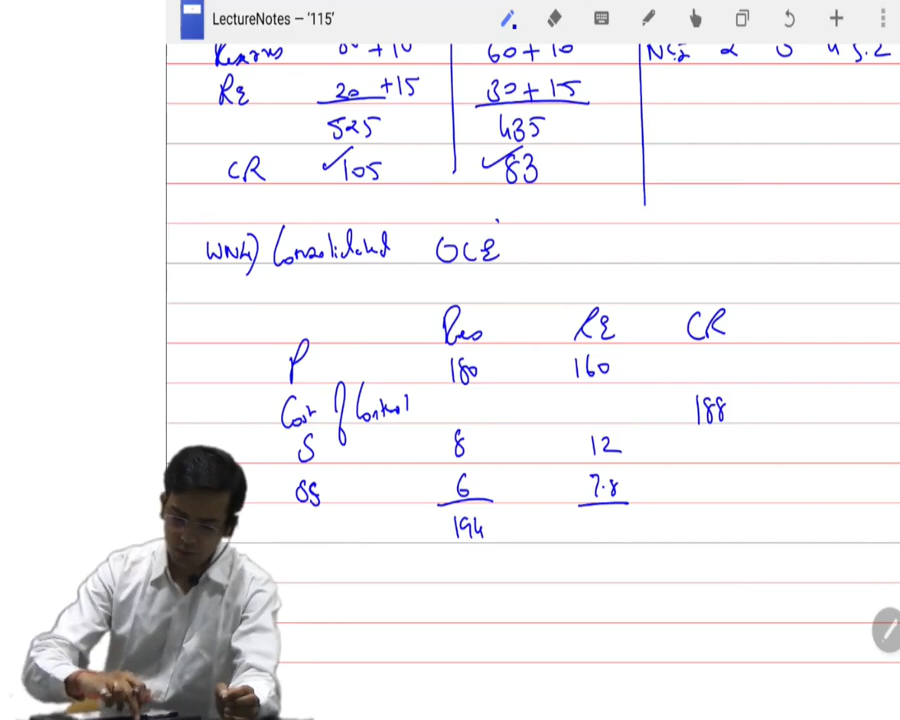 LectureNotes – '115'
60 + 10
RE 20 + 15 30 + 15
525 435
CR ✓105 ✓83
WN4) Consolidated OCE
Res RE CR
P 180 160
Cost of Control 188
S 8 12
SS 6 7.8
194